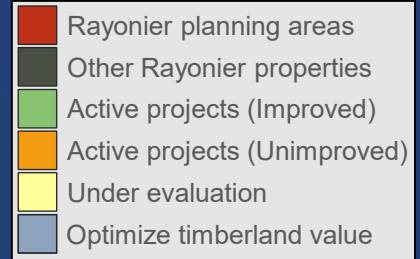 Rayonier planning areas
Other Rayonier properties
Active projects (Improved)
Active projects (Unimproved)
Under evaluation
Optimize timberland value